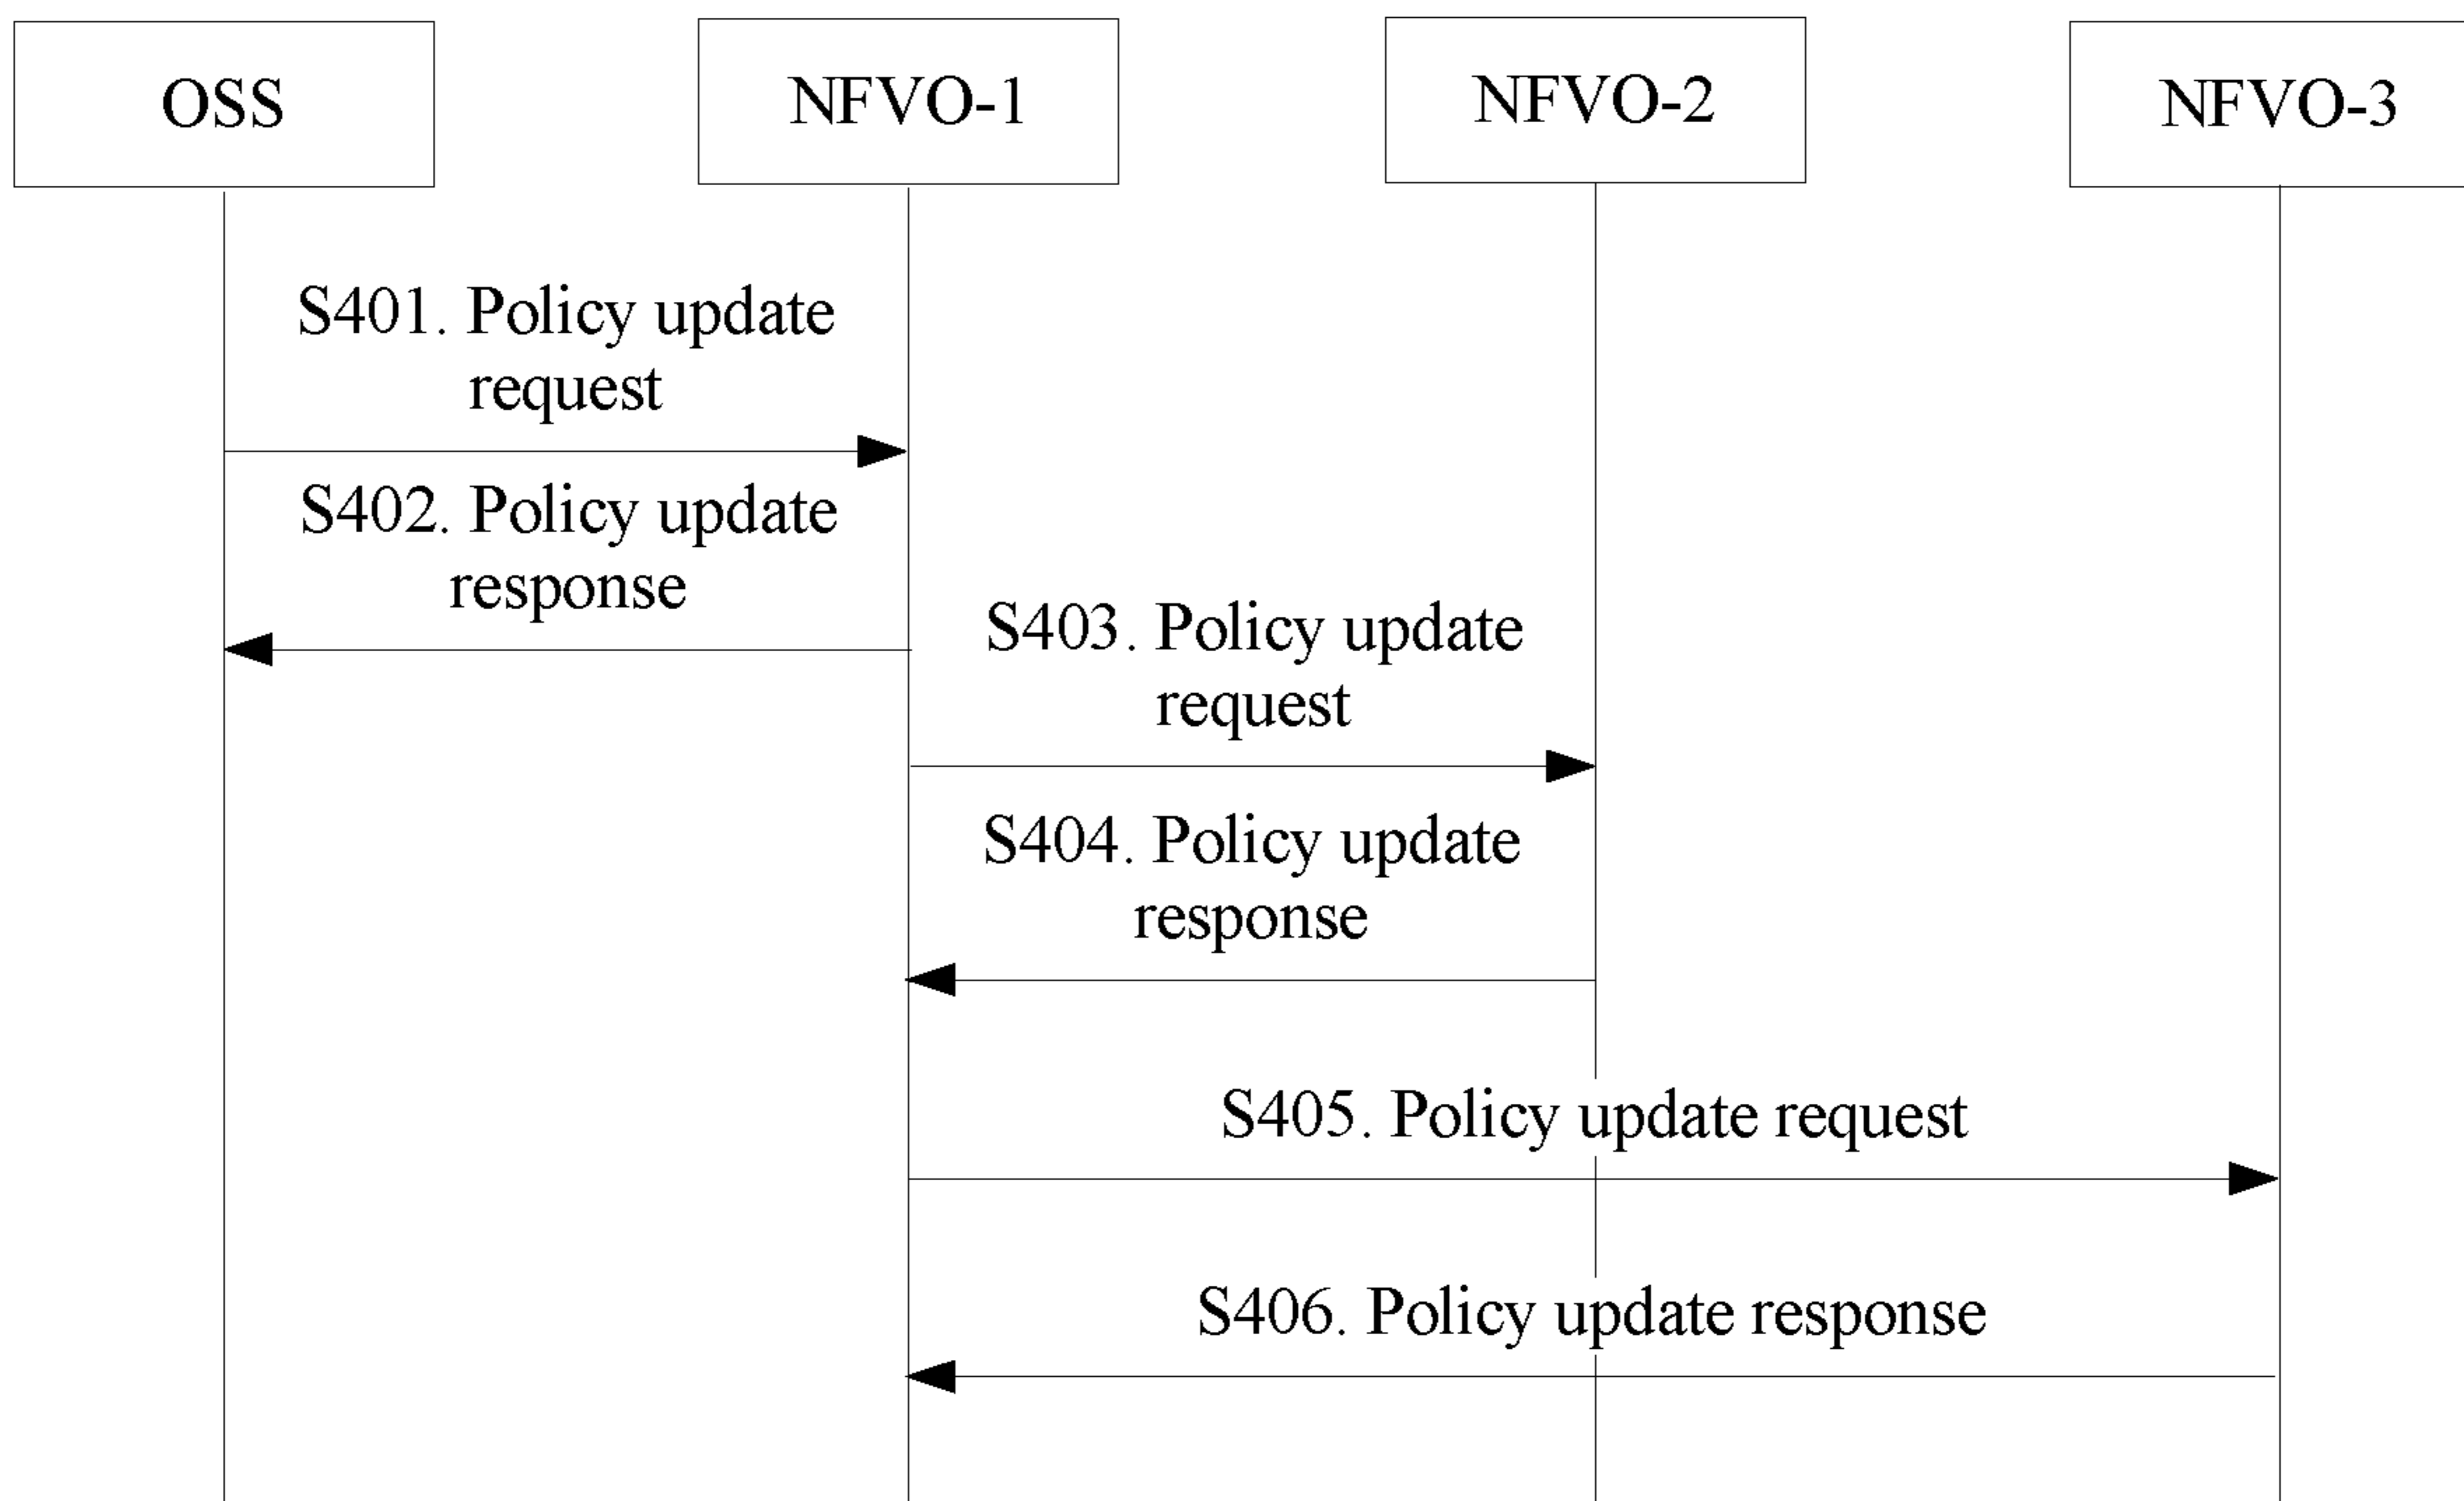 OSS
NFVO-1
NFVO-2
NFVO-3
S401. Policy update
request
S402. Policy update
response
S403. Policy update
request
S404. Policy update
response
S405. Policy update request
S406. Policy update response